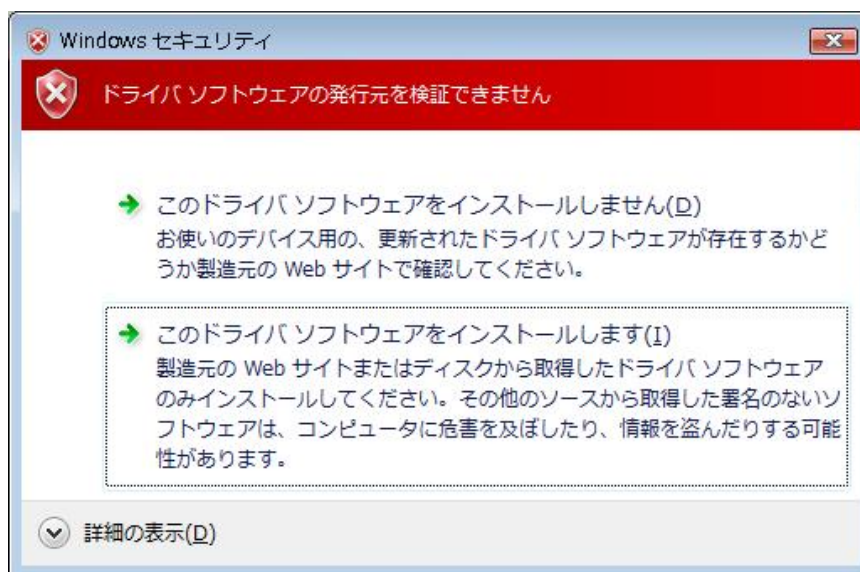 Windows セキュリティ
ドライバ ソフトウェアの発行元を検証できません
このドライバ ソフトウェアをインストールしません(D)
お使いのデバイス用の、更新されたドライバ ソフトウェアが存在するかど
うか製造元の Web サイトで確認してください。
このドライバ ソフトウェアをインストールします(I)
製造元の Web サイトまたはディスクから取得したドライバ ソフトウェア
のみインストールしてください。その他のソースから取得した署名のないソ
フトウェアは、コンピュータに危害を及ぼしたり、情報を盗んだりする可能
性があります。
詳細の表示(D)